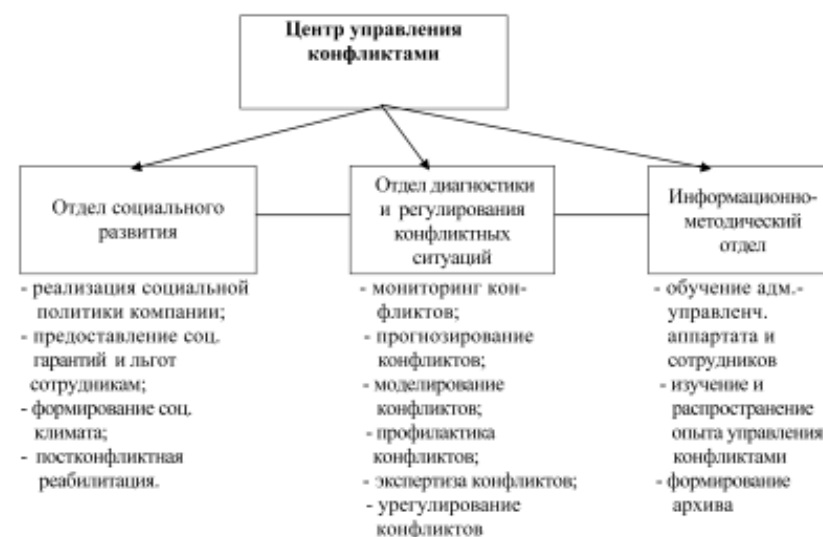 Центр управления
конфликтами
Отдел социального
развития
Отдел диагностики
и регулирования
конфликтных
ситуаций
Информационно-
методический
отдел
- реализация социальной
политики компании;
- предоставление соц.
гарантий и льгот
сотрудникам;
- формирование соц.
климата;
- постконфликтная
реабилитация.
- мониторинг кон-
фликтов;
- прогнозирование
конфликтов;
- моделирование
конфликтов;
- профилактика
конфликтов;
- экспертиза конфликтов;
- урегулирование
конфликтов
- обучение адм.-
управленч.
аппартата и
сотрудников
- изучение и
распространение
опыта управления
конфликтами
- формирование
архива